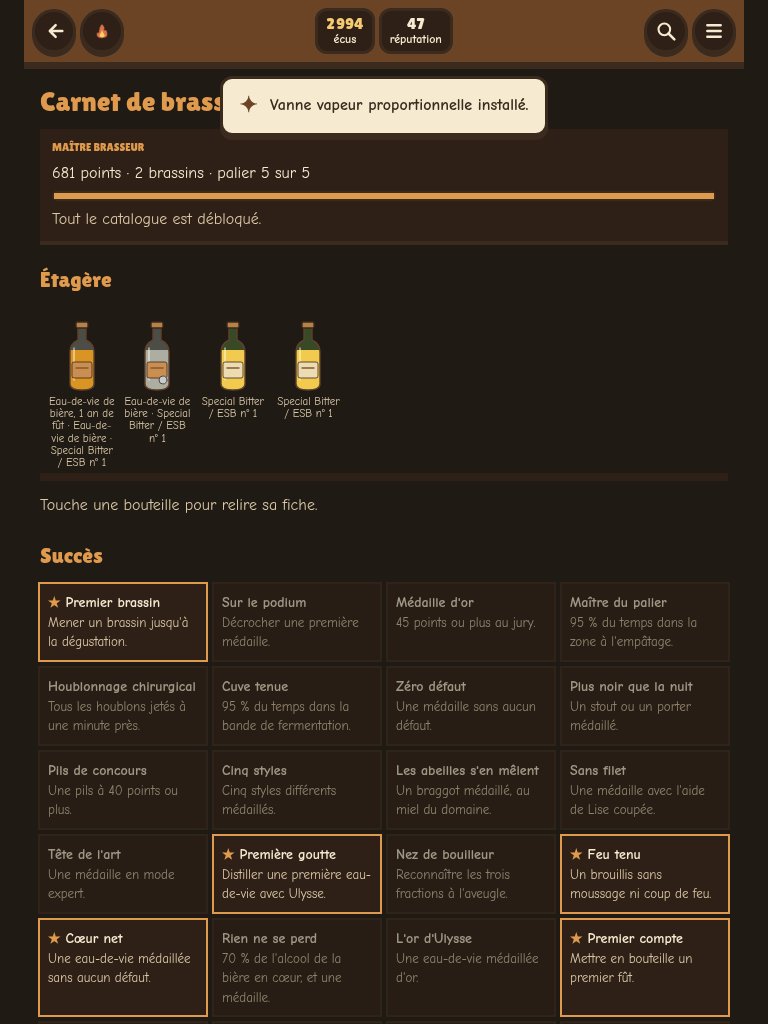 2 994
écus
47
réputation
Carnet de brass
Vanne vapeur proportionnelle installé.
MAÎTRE BRASSEUR
681 points · 2 brassins · palier 5 sur 5
Tout le catalogue est débloqué.
Étagère
Eau-de-vie de
bière, 1 an de
fût · Eau-de-
vie de bière ·
Special Bitter
/ ESB n° 1
Eau-de-vie de
bière · Special
Bitter / ESB
n° 1
Special Bitter
/ ESB n° 1
Special Bitter
/ ESB n° 1
Touche une bouteille pour relire sa fiche.
Succès
★ Premier brassin
Mener un brassin jusqu'à
la dégustation.
Sur le podium
Décrocher une première
médaille.
Médaille d'or
45 points ou plus au jury.
Maître du palier
95 % du temps dans la
zone à l'empâtage.
Houblonnage chirurgical
Tous les houblons jetés à
une minute près.
Cuve tenue
95 % du temps dans la
bande de fermentation.
Zéro défaut
Une médaille sans aucun
défaut.
Plus noir que la nuit
Un stout ou un porter
médaillé.
Pils de concours
Une pils à 40 points ou
plus.
Cinq styles
Cinq styles différents
médaillés.
Les abeilles s'en mêlent
Un braggot médaillé, au
miel du domaine.
Sans filet
Une médaille avec l'aide
de Lise coupée.
Tête de l'art
Une médaille en mode
expert.
★ Première goutte
Distiller une première eau-
de-vie avec Ulysse.
Nez de bouilleur
Reconnaître les trois
fractions à l'aveugle.
★ Feu tenu
Un brouillis sans
moussage ni coup de feu.
★ Cœur net
Une eau-de-vie médaillée
sans aucun défaut.
Rien ne se perd
70 % de l'alcool de la
bière en cœur, et une
médaille.
L'or d'Ulysse
Une eau-de-vie médaillée
d'or.
★ Premier compte
Mettre en bouteille un
premier fût.